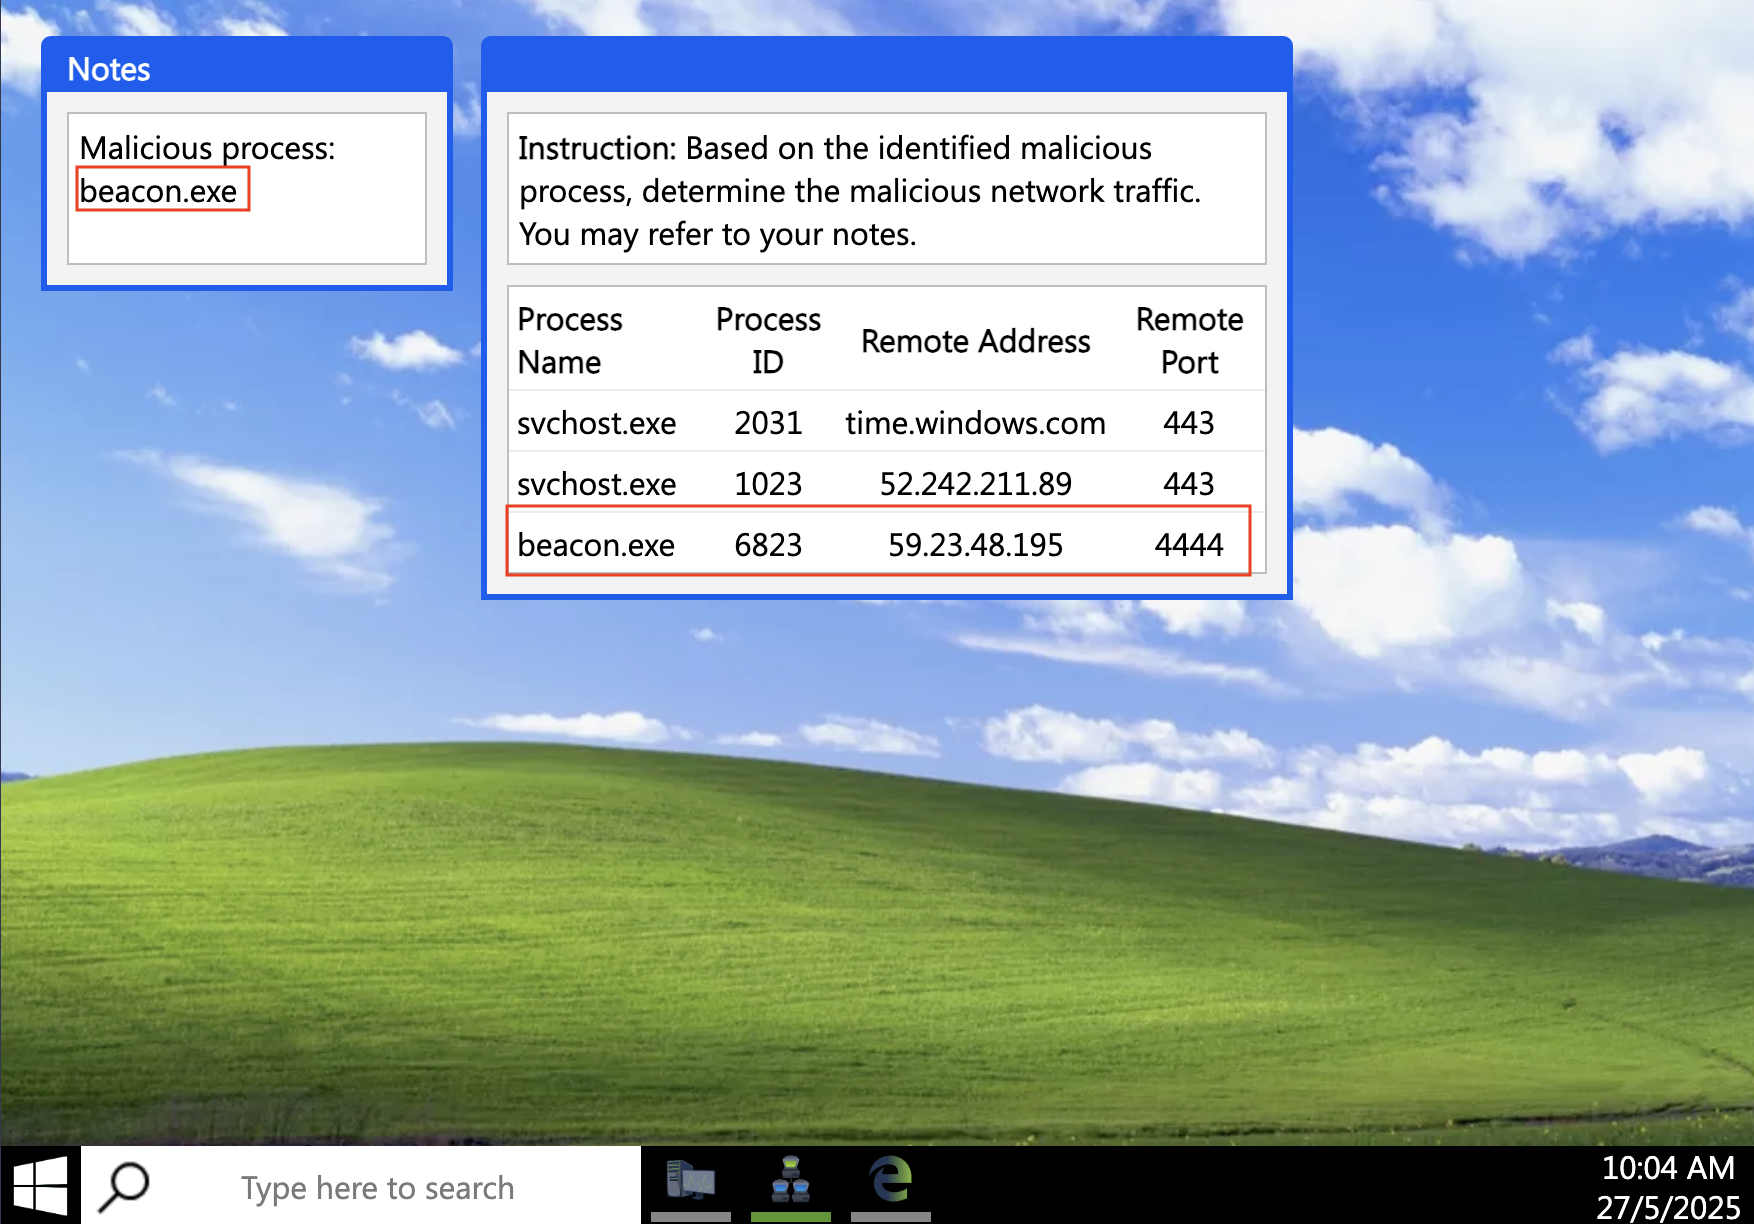 Notes
Malicious process:
beacon.exe
Instruction: Based on the identified malicious
process, determine the malicious network traffic.
You may refer to your notes.
Process Name Process ID Remote Address Remote Port
svchost.exe 2031 time.windows.com 443
svchost.exe 1023 52.242.211.89 443
beacon.exe 6823 59.23.48.195 4444
Type here to search
10:04 AM
27/5/2025